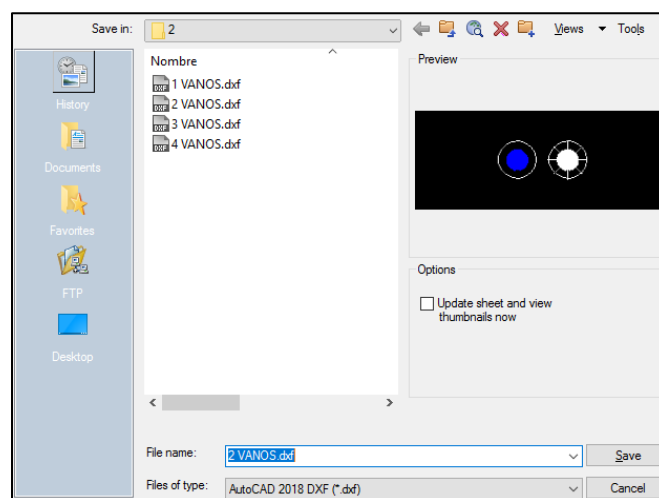 Save in: 2 Views Tools
Nombre
1 VANOS.dxf
2 VANOS.dxf
3 VANOS.dxf
4 VANOS.dxf
History
Documents
Favorites
FTP
Desktop
Preview
Options
Update sheet and view
thumbnails now
File name: 2 VANOS.dxf Save
Files of type: AutoCAD 2018 DXF (*.dxf) Cancel